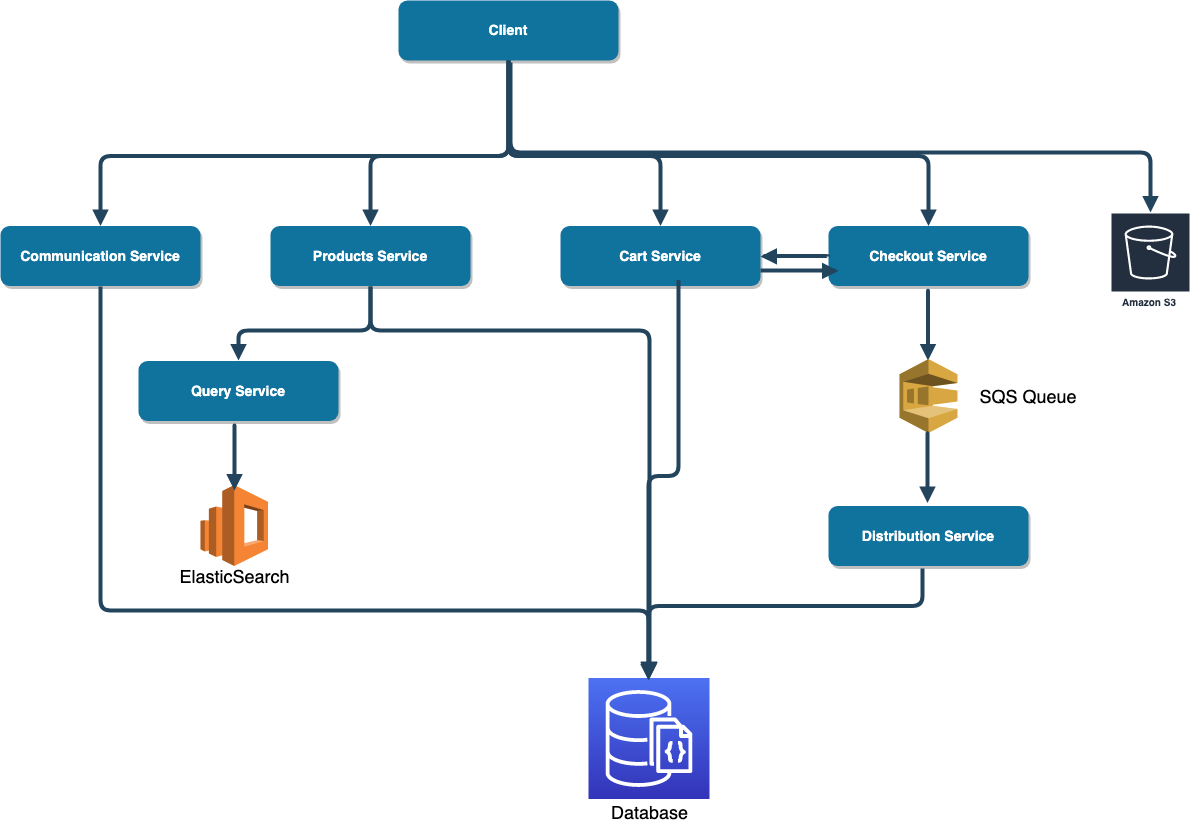 Client
Communication Service
Products Service
Cart Service
Checkout Service
Amazon S3
Query Service
SQS Queue
Distribution Service
ElasticSearch
Database